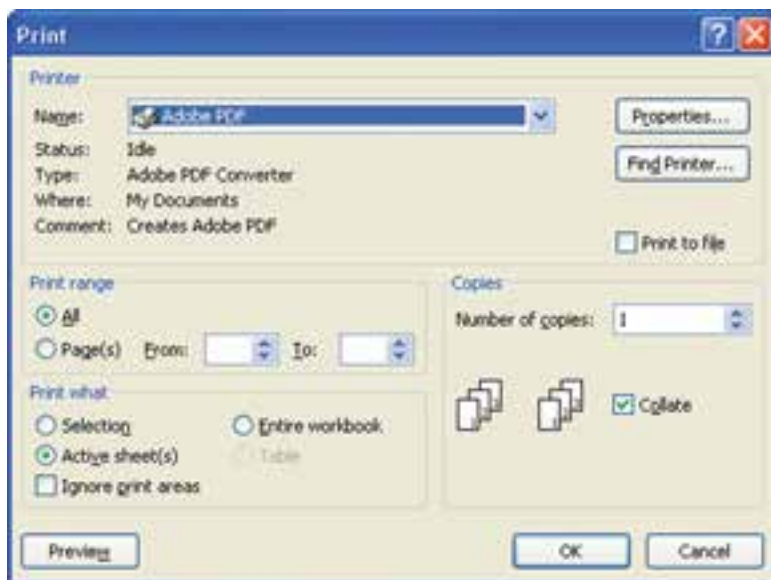 Print
Printer
Name: Adobe PDF
Properties...
Status: Idle
Find Printer...
Type: Adobe PDF Converter
Where: My Documents
Comment: Creates Adobe PDF
Print to file
Print range
All
Page(s) From: To:
Copies
Number of copies: 1
Collate
Print what
Selection
Entire workbook
Active sheet(s)
Table
Ignore print areas
Preview
OK
Cancel